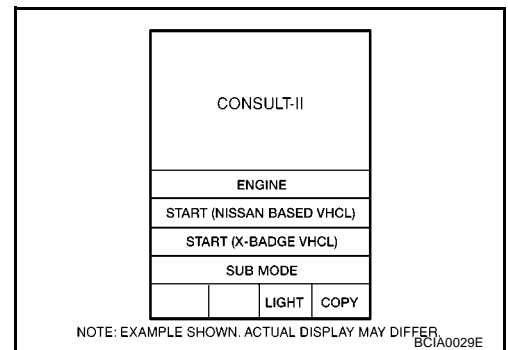 CONSULT-II
ENGINE
START (NISSAN BASED VHCL)
START (X-BADGE VHCL)
SUB MODE
LIGHT COPY
NOTE: EXAMPLE SHOWN. ACTUAL DISPLAY MAY DIFFER.
BCIA0029E